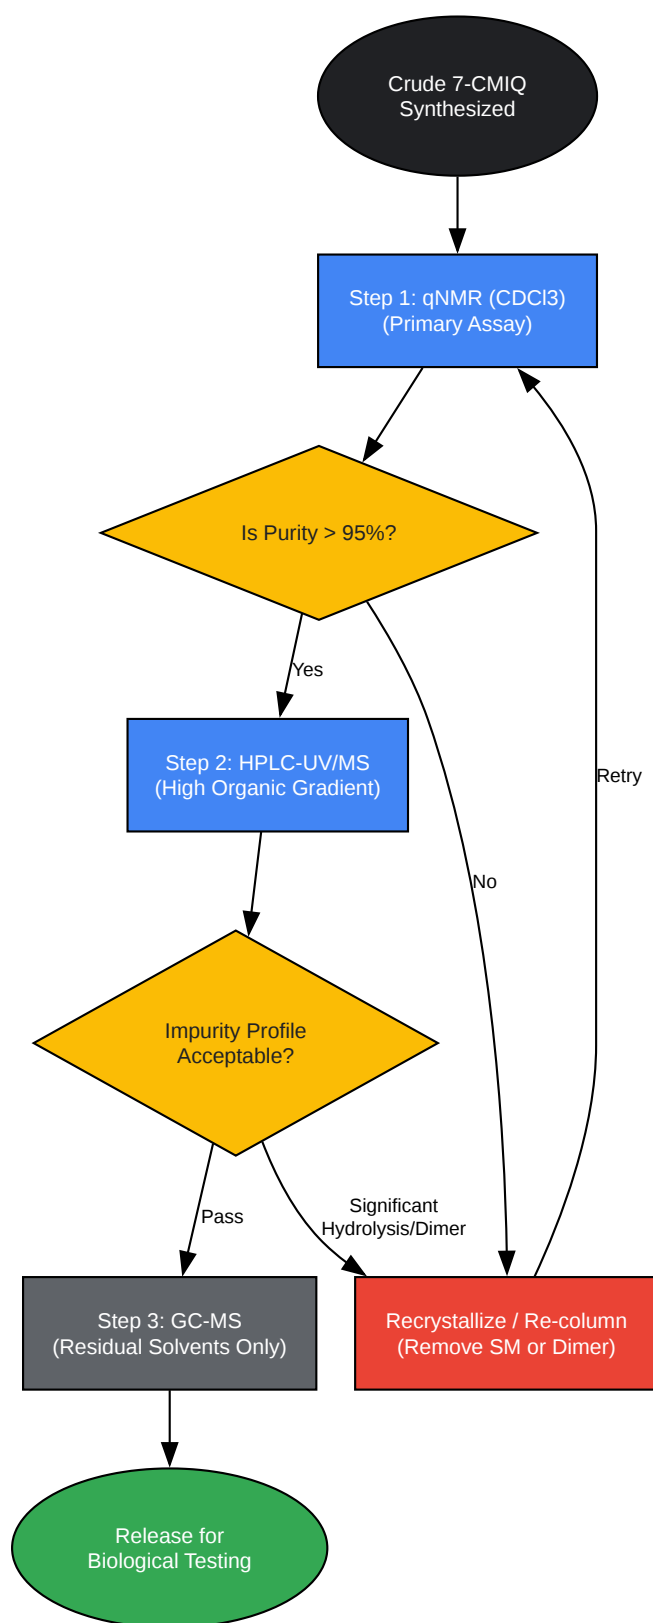 Crude 7-CMIQ
Synthesized
Step 1: qNMR (CDCl3)
(Primary Assay)
Is Purity > 95%?
Yes
Step 2: HPLC-UV/MS
(High Organic Gradient)
Retry
No
Impurity Profile
Acceptable?
Pass
Significant
Hydrolysis/Dimer
Step 3: GC-MS
(Residual Solvents Only)
Recrystallize / Re-column
(Remove SM or Dimer)
Release for
Biological Testing